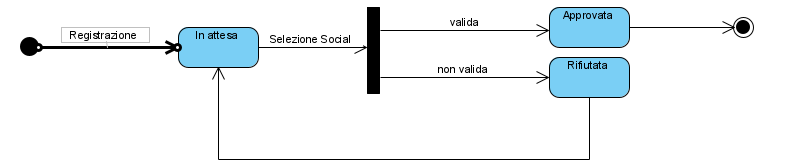 Registrazione
In attesa
Selezione Social
valida
non valida
Approvata
Rifiutata